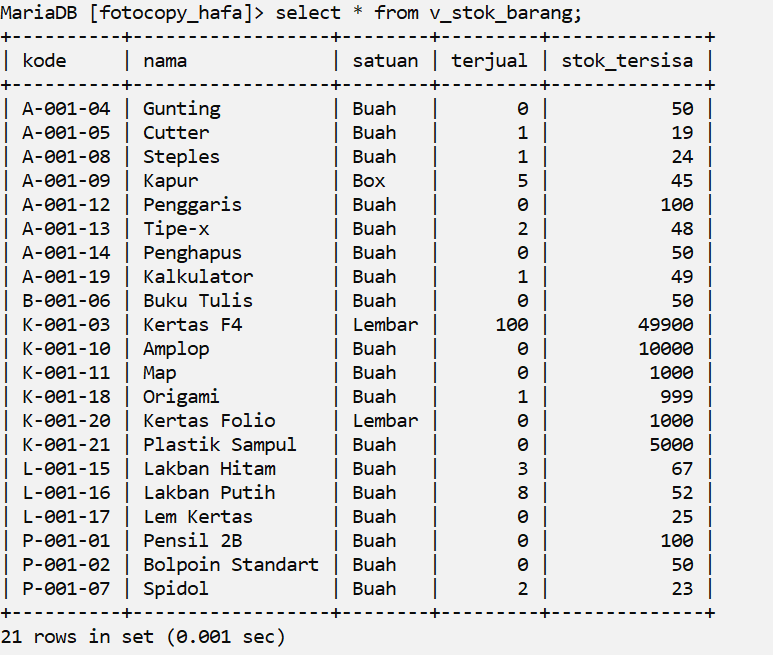 MariaDB [fotocopy_hafa]> select * from v_stok_barang;
+----------+------------------+--------+---------+--------------+
| kode     | nama             | satuan | terjual | stok_tersisa |
+----------+------------------+--------+---------+--------------+
| A-001-04 | Gunting          | Buah   |       0 |           50 |
| A-001-05 | Cutter           | Buah   |       1 |           19 |
| A-001-08 | Steples          | Buah   |       1 |           24 |
| A-001-09 | Kapur            | Box    |       5 |           45 |
| A-001-12 | Penggaris        | Buah   |       0 |          100 |
| A-001-13 | Tipe-x           | Buah   |       2 |           48 |
| A-001-14 | Penghapus        | Buah   |       0 |           50 |
| A-001-19 | Kalkulator       | Buah   |       1 |           49 |
| B-001-06 | Buku Tulis       | Buah   |       0 |           50 |
| K-001-03 | Kertas F4        | Lembar |     100 |        49900 |
| K-001-10 | Amplop           | Buah   |       0 |        10000 |
| K-001-11 | Map              | Buah   |       0 |         1000 |
| K-001-18 | Origami          | Buah   |       1 |          999 |
| K-001-20 | Kertas Folio     | Lembar |       0 |         1000 |
| K-001-21 | Plastik Sampul   | Buah   |       0 |         5000 |
| L-001-15 | Lakban Hitam     | Buah   |       3 |           67 |
| L-001-16 | Lakban Putih     | Buah   |       8 |           52 |
| L-001-17 | Lem Kertas       | Buah   |       0 |           25 |
| P-001-01 | Pensil 2B        | Buah   |       0 |          100 |
| P-001-02 | Bolpoin Standart | Buah   |       0 |           50 |
| P-001-07 | Spidol           | Buah   |       2 |           23 |
+----------+------------------+--------+---------+--------------+
21 rows in set (0.001 sec)